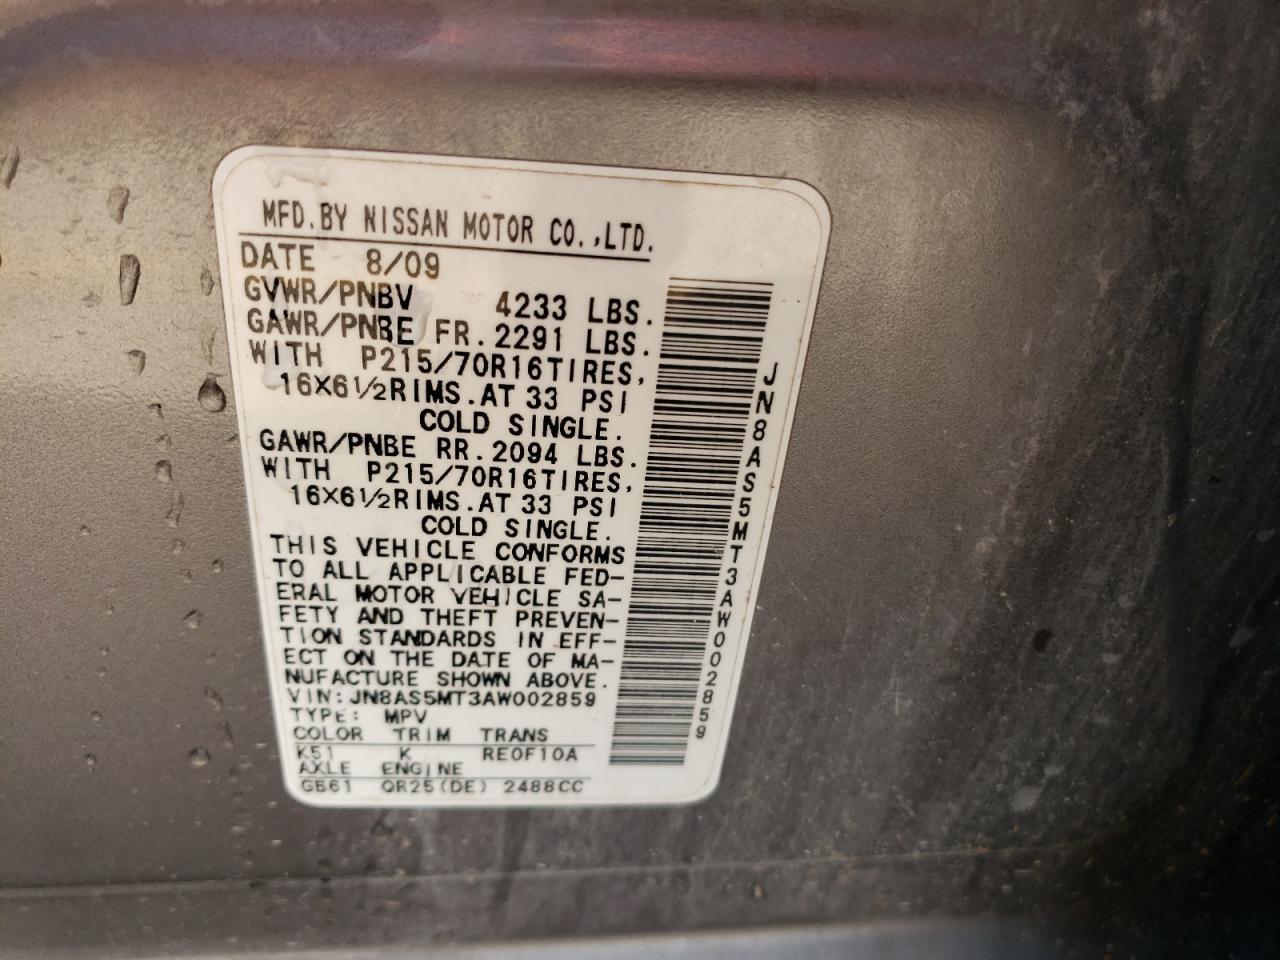 MFD.BY NISSAN MOTOR CO.,LTD.
DATE 8/09
GVWR/PNBV 4233 LBS.
GAWR/PNBE FR.2291 LBS.
WITH P215/70R16TIRES,
16X6½RIMS.AT 33 PSI
COLD SINGLE.
GAWR/PNBE RR.2094 LBS.
WITH P215/70R16TIRES,
16X6½RIMS.AT 33 PSI
COLD SINGLE.
THIS VEHICLE CONFORMS
TO ALL APPLICABLE FED-
ERAL MOTOR VEHICLE SA-
FETY AND THEFT PREVEN-
TION STANDARDS IN EFF-
ECT ON THE DATE OF MA-
NUFACTURE SHOWN ABOVE.
VIN:JN8AS5MT3AW002859
TYPE: MPV
COLOR TRIM TRANS
K51 K RE0F10A
AXLE ENGINE
GB61 QR25(DE) 2488CC
JN8AS5MT3AW002859